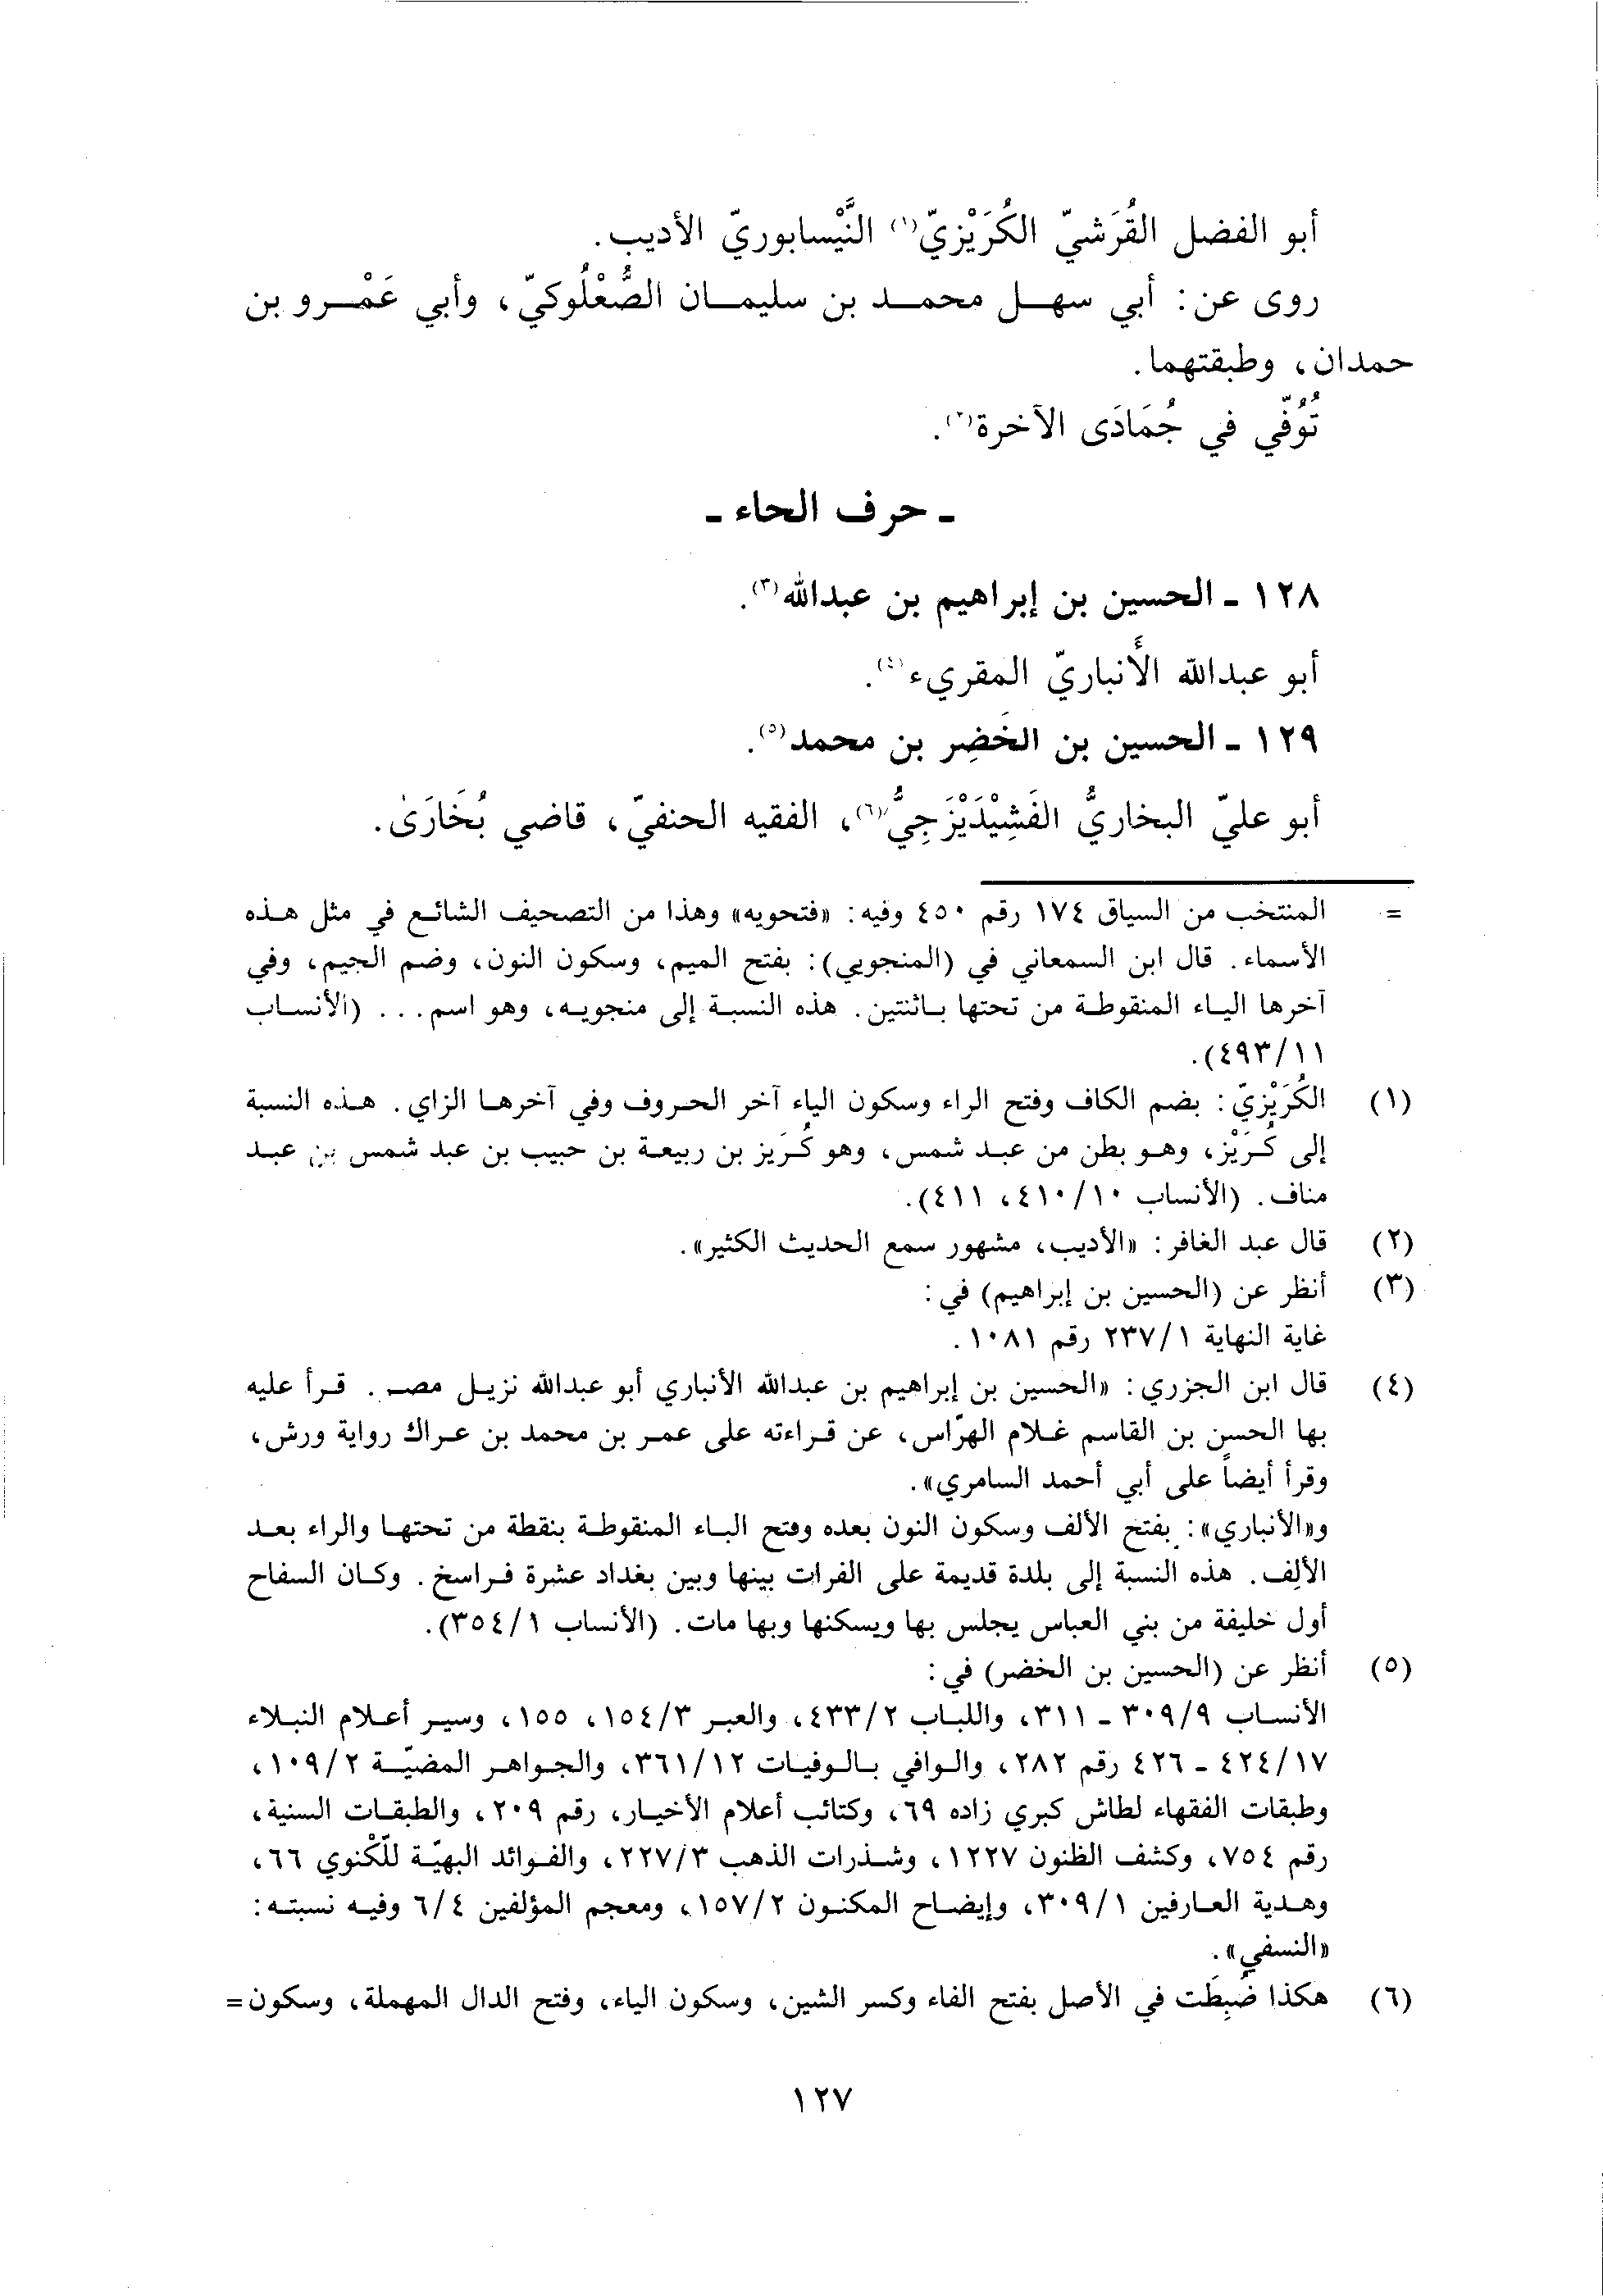 أبو الفضل القُرَشيّ الكُرَيْزيّ(١) النَّيْسابوريّ الأديب.
روى عن: أبي سهل محمد بن سليمان الصُّعْلُوكيّ، وأبي عَمْرو بن
حمدان، وطبقتهما.
تُوُفّي في جُمَادَى الآخرة(٢).
ـ حرف الحاء ـ
١٢٨ ـ الحسين بن إبراهيم بن عبدالله(٣).
أبو عبدالله الأَنباريّ المقريء(٤).
١٢٩ ـ الحسين بن الخَضِر بن محمد(٥).
أبو عليّ البخاريُّ الفَشِيْدَيْزَجِيُّ(٦)، الفقيه الحنفيّ، قاضي بُخَارَىٰ.
= المنتخب من السياق ١٧٤ رقم ٤٥٠ وفيه: «فتحويه» وهذا من التصحيف الشائع في مثل هذه
الأسماء. قال ابن السمعاني في (المنجويي): بفتح الميم، وسكون النون، وضم الجيم، وفي
آخرها الياء المنقوطة من تحتها باثنتين. هذه النسبة إلى منجويه، وهو اسم... (الأنساب
٤٩٣/١١).
(١) الكُرَيْزيّ: بضم الكاف وفتح الراء وسكون الياء آخر الحروف وفي آخرها الزاي. هذه النسبة
إلى كُرَيْز، وهو بطن من عبد شمس، وهو كُرَيز بن ربيعة بن حبيب بن عبد شمس بن عبد
مناف. (الأنساب ٤١٠/١٠، ٤١١).
(٢) قال عبد الغافر: «الأديب، مشهور سمع الحديث الكثير».
(٣) أنظر عن (الحسين بن إبراهيم) في:
غاية النهاية ٢٣٧/١ رقم ١٠٨١.
(٤) قال ابن الجزري: «الحسين بن إبراهيم بن عبدالله الأنباري أبو عبدالله نزيل مصر. قرأ عليه
بها الحسن بن القاسم غلام الهرّاس، عن قراءته على عمر بن محمد بن عراك رواية ورش،
وقرأ أيضاً على أبي أحمد السامري».
و«الأنباري»: بفتح الألف وسكون النون بعده وفتح الباء المنقوطة بنقطة من تحتها والراء بعد
الألف. هذه النسبة إلى بلدة قديمة على الفرات بينها وبين بغداد عشرة فراسخ. وكان السفاح
أول خليفة من بني العباس يجلس بها ويسكنها وبها مات. (الأنساب ٣٥٤/١).
(٥) أنظر عن (الحسين بن الخضر) في:
الأنساب ٣٠٩/٩ ـ ٣١١، واللباب ٤٣٣/٢، والعبر ١٥٤/٣، ١٥٥، وسير أعلام النبلاء
٤٢٤/١٧ ـ ٤٢٦ رقم ٢٨٢، والوافي بالوفيات ٣٦١/١٢، والجواهر المضيّة ١٠٩/٢،
وطبقات الفقهاء لطاش كبري زاده ٦٩، وكتائب أعلام الأخيار، رقم ٢٠٩، والطبقات السنية،
رقم ٧٥٤، وكشف الظنون ١٢٢٧، وشذرات الذهب ٢٢٧/٣، والفوائد البهيّة للّكْنوي ٦٦،
وهدية العارفين ٣٠٩/١، وإيضاح المكنون ١٥٧/٢، ومعجم المؤلفين ٦/٤ وفيه نسبته:
«النسفي».
(٦) هكذا ضُبِطَت في الأصل بفتح الفاء وكسر الشين، وسكون الياء، وفتح الدال المهملة، وسكون=
١٢٧